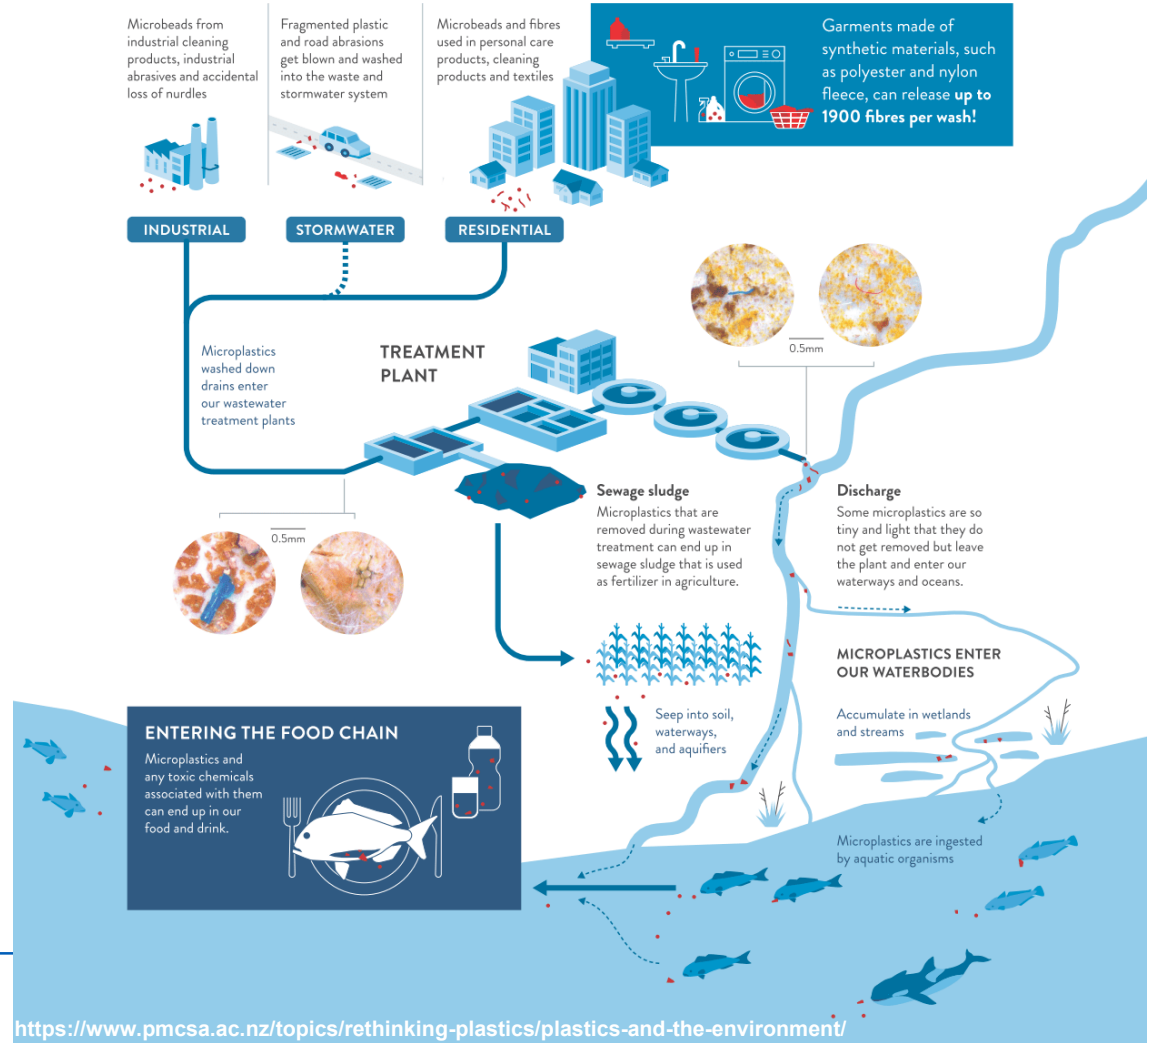 Microbeads from
industrial cleaning
products, industrial
abrasives and accidental
loss of nurdles
Fragmented plastic
and road abrasions
get blown and washed
into the waste and
stormwater system
Microbeads and fibres
used in personal care
products, cleaning
products and textiles
Garments made of
synthetic materials, such
as polyester and nylon
fleece, can release up to
1900 fibres per wash!
INDUSTRIAL
STORMWATER
RESIDENTIAL
Microplastics
washed down
drains enter
our wastewater
treatment plants
TREATMENT
PLANT
0.5mm
0.5mm
Sewage sludge
Microplastics that are
removed during wastewater
treatment can end up in
sewage sludge that is used
as fertilizer in agriculture.
Discharge
Some microplastics are so
tiny and light that they do
not get removed but leave
the plant and enter our
waterways and oceans.
MICROPLASTICS ENTER
OUR WATERBODIES
Accumulate in wetlands
and streams
Seep into soil,
waterways,
and aquifiers
ENTERING THE FOOD CHAIN
Microplastics and
any toxic chemicals
associated with them
can end up in our
food and drink.
Microplastics are ingested
by aquatic organisms
https://www.pmcsa.ac.nz/topics/rethinking-plastics/plastics-and-the-environment/